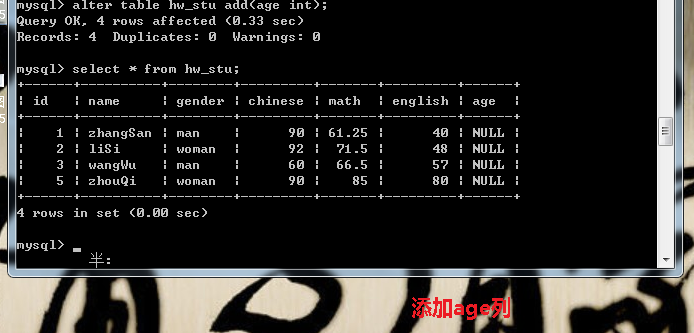 mysql> alter table hw_stu add(age int);
Query OK, 4 rows affected (0.33 sec)
Records: 4  Duplicates: 0  Warnings: 0
mysql> select * from hw_stu;
+------+----------+--------+---------+-------+---------+------+
| id   | name     | gender | chinese | math  | english | age  |
+------+----------+--------+---------+-------+---------+------+
|    1 | zhangSan | man    |      90 | 61.25 |      40 | NULL |
|    2 | liSi     | woman  |      92 |  71.5 |      48 | NULL |
|    3 | wangWu   | man    |      60 |  66.5 |      57 | NULL |
|    5 | zhouQi   | woman  |      90 |    85 |      80 | NULL |
+------+----------+--------+---------+-------+---------+------+
4 rows in set (0.00 sec)
mysql> _
半:
添加age列